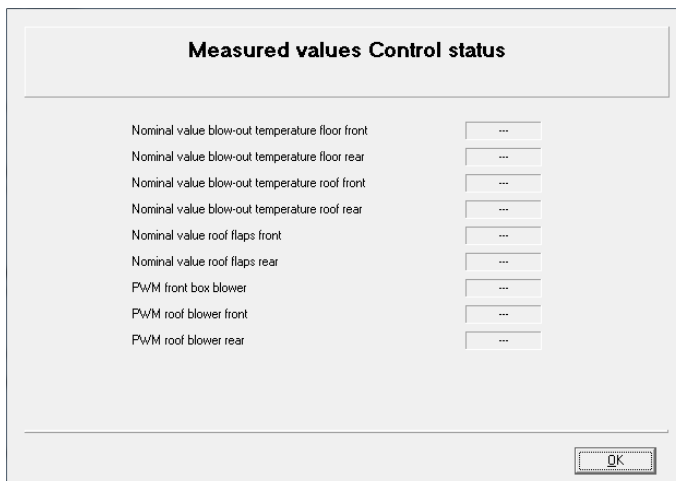 Measured values Control status
Nominal value blow-out temperature floor front ---
Nominal value blow-out temperature floor rear ---
Nominal value blow-out temperature roof front ---
Nominal value blow-out temperature roof rear ---
Nominal value roof flaps front ---
Nominal value roof flaps rear ---
PWM front box blower ---
PWM roof blower front ---
PWM roof blower rear ---
OK